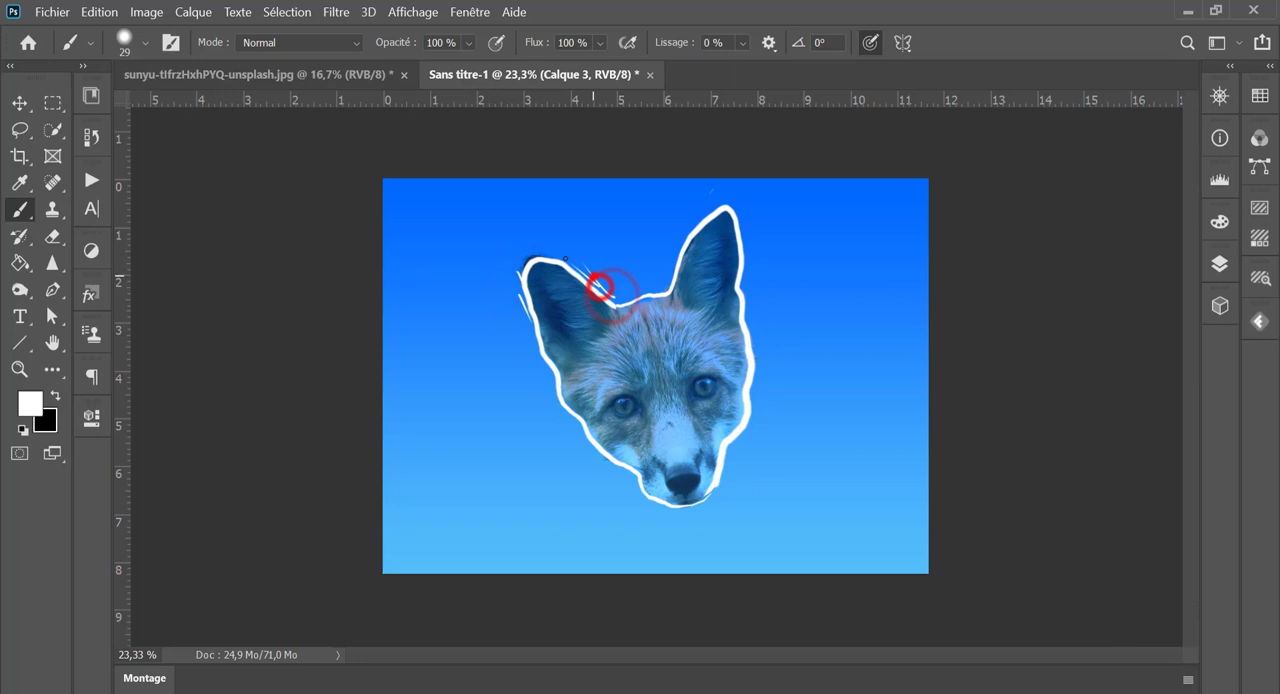 Ps Fichier Edition Image Calque Texte Sélection Filtre 3D Affichage Fenêtre Aide
29 Mode : Normal Opacité : 100 % Flux : 100 % Lissage : 0 % 0°
sunyu-tIfrzHxhPYQ-unsplash.jpg @ 16,7% (RVB/8) * × Sans titre-1 @ 23,3% (Calque 3, RVB/8) * ×
5 4 3 2 1 0 1 2 3 4 5 6 7 8 9 10 11 12 13 14 15 16 1
1
0
1
2
3
4
5
6
7
8
9
23,33 % Doc : 24,9 Mo/71,0 Mo
Montage